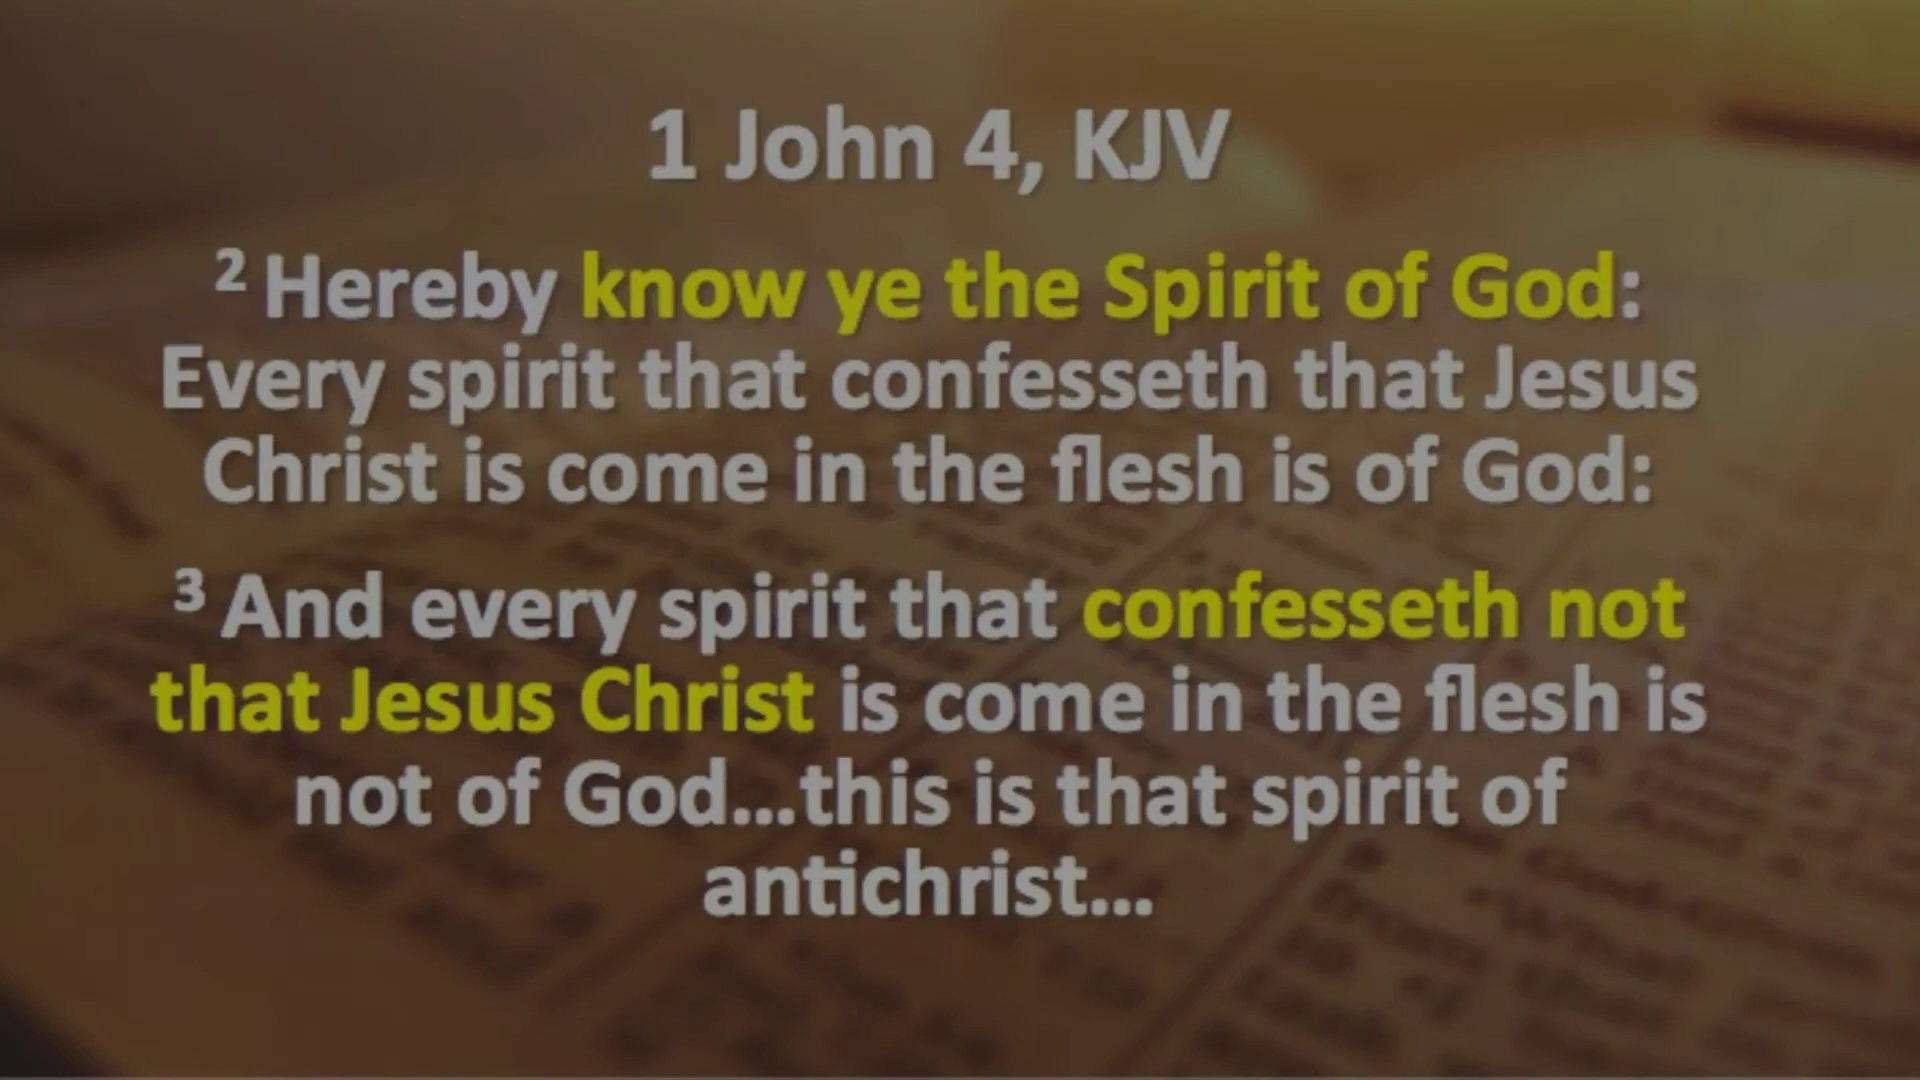 1 John 4, KJV
2 Hereby know ye the Spirit of God:
Every spirit that confesseth that Jesus
Christ is come in the flesh is of God:
3 And every spirit that confesseth not
that Jesus Christ is come in the flesh is
not of God...this is that spirit of
antichrist...